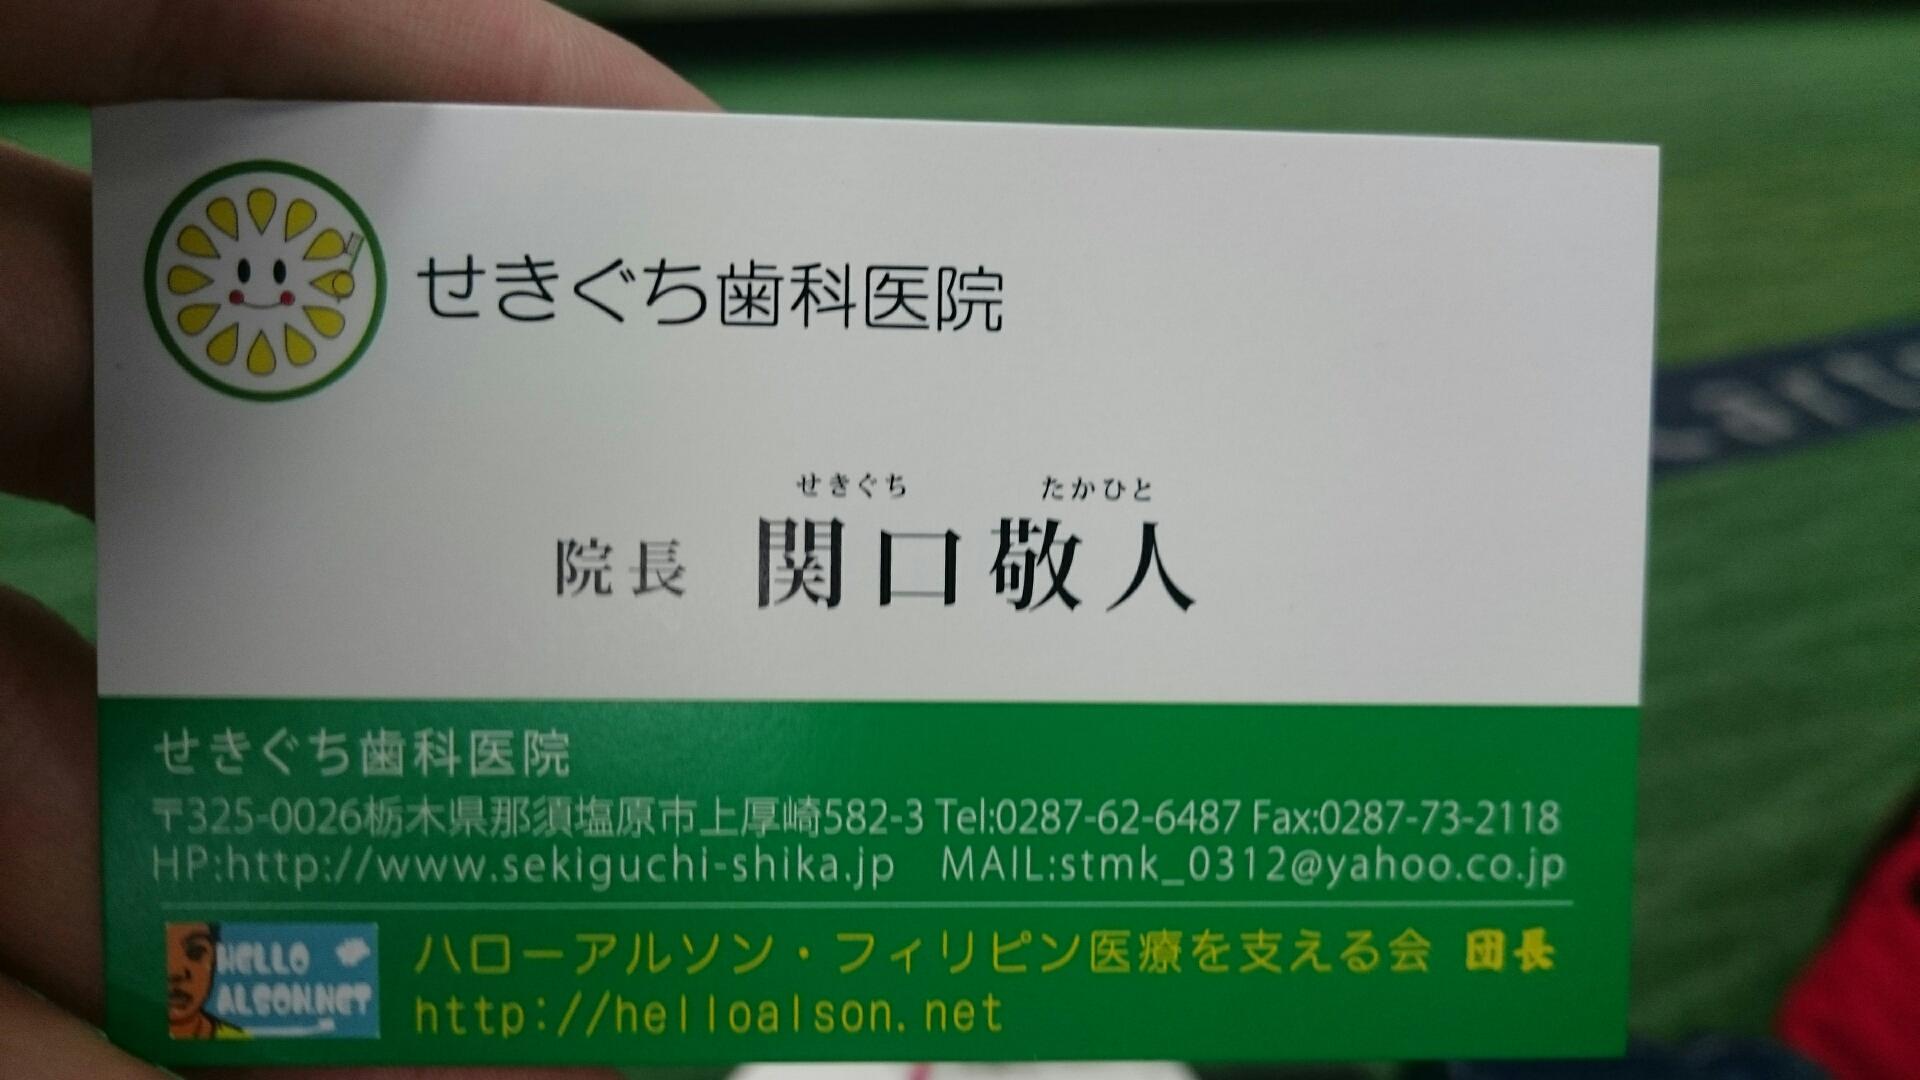 せきぐち歯科医院
せきぐち たかひと
院長 関口敬人
せきぐち歯科医院
〒325-0026栃木県那須塩原市上厚崎582-3 Tel:0287-62-6487 Fax:0287-73-2118
HP:http://www.sekiguchi-shika.jp MAIL:stmk_0312@yahoo.co.jp
HELLO
ALSON.NET
ハローアルソン・フィリピン医療を支える会 団長
http://helloalson.net